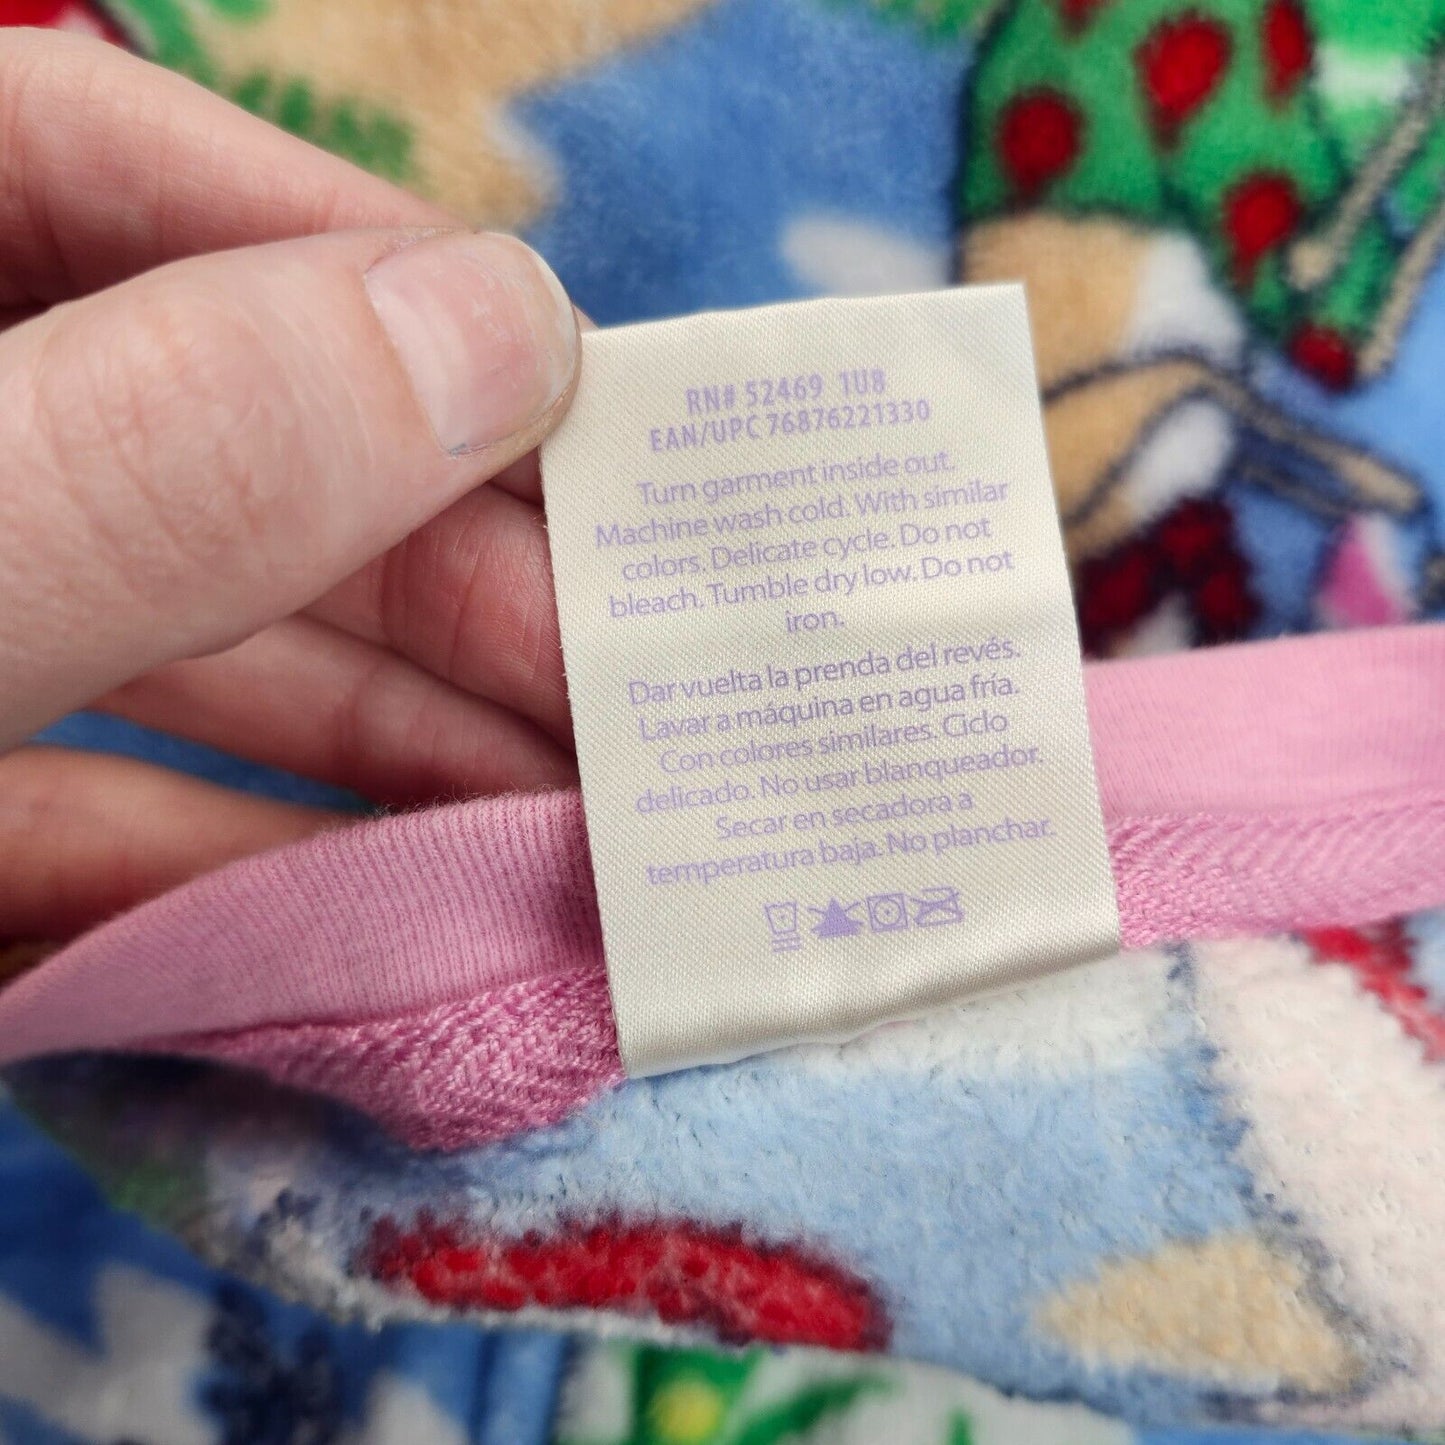 RN# 52469 1U8
EAN/UPC 76876221330
Turn garment inside out.
Machine wash cold. With similar
colors. Delicate cycle. Do not
bleach. Tumble dry low. Do not
iron.
Dar vuelta la prenda del revés.
Lavar a máquina en agua fría.
Con colores similares. Ciclo
delicado. No usar blanqueador.
Secar en secadora a
temperatura baja. No planchar.